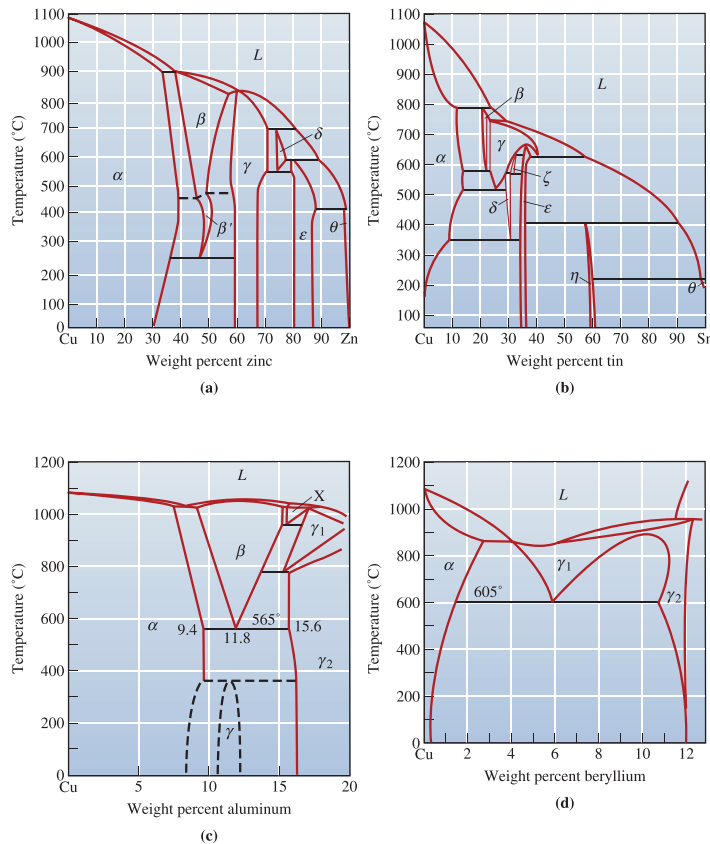 1100
1000
900
800
700
600
500
400
300
200
100
0
Temperature (˚C)
L
α
β
β′
γ
δ
ε
θ
Cu 10 20 30 40 50 60 70 80 90 Zn
Weight percent zinc
(a)
1100
1000
900
800
700
600
500
400
300
200
100
Temperature (˚C)
L
α
β
γ
ζ
δ
ε
η
θ
Cu 10 20 30 40 50 60 70 80 90 Sn
Weight percent tin
(b)
1200
1000
800
600
400
200
0
Temperature (˚C)
L
X
γ1
β
α
565˚
9.4
11.8
15.6
γ2
γ
Cu 5 10 15 20
Weight percent aluminum
(c)
1200
1000
800
600
400
200
0
Temperature (˚C)
L
α
γ1
605˚
γ2
Cu 2 4 6 8 10 12
Weight percent beryllium
(d)